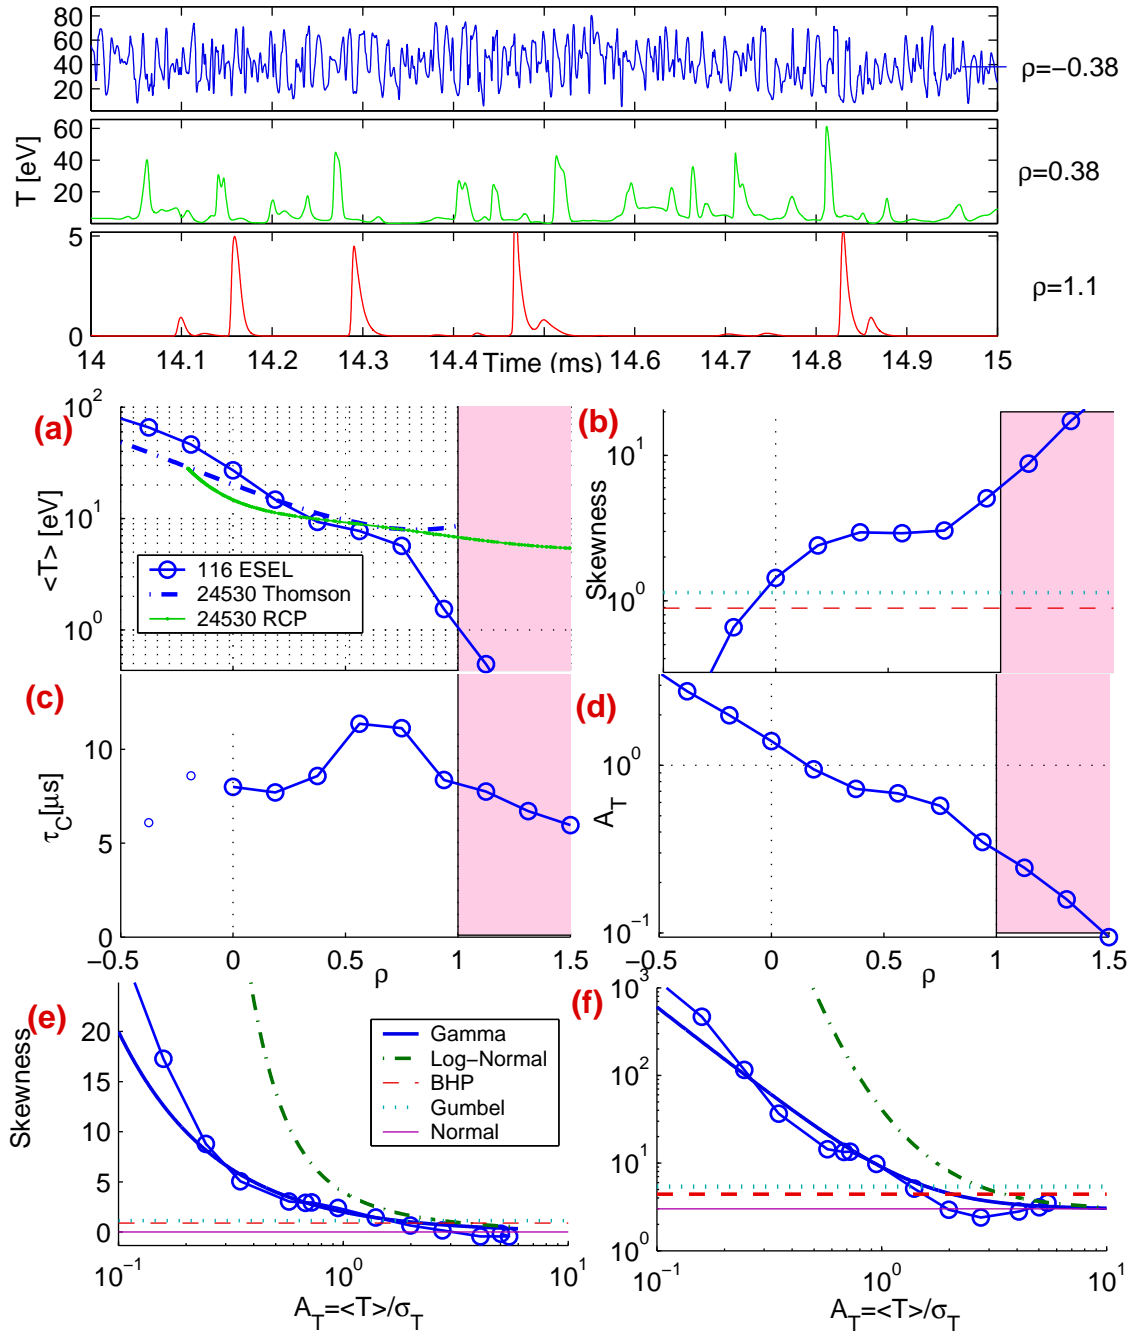 80
60
40
20
ρ=−0.38
60
40
20
T [eV]
ρ=0.38
5
0
ρ=1.1
14 14.1 14.2 14.3 14.4 Time (ms) 14.6 14.7 14.8 14.9 15
(a)
10^2
10^1
10^0
<T> [eV]
116 ESEL
24530 Thomson
24530 RCP
(b)
10^1
10^0
Skewness
(c)
10
5
0
τ_C[μs]
−0.5 0 0.5 1 1.5
ρ
(d)
10^0
10^−1
A_T
−0.5 0 0.5 1 1.5
ρ
(e)
Skewness
20
15
10
5
0
Gamma
Log−Normal
BHP
Gumbel
Normal
10^−1 10^0 10^1
A_T=<T>/σ_T
(f)
10^3
10^2
10^1
10^0
10^−1 10^0 10^1
A_T=<T>/σ_T